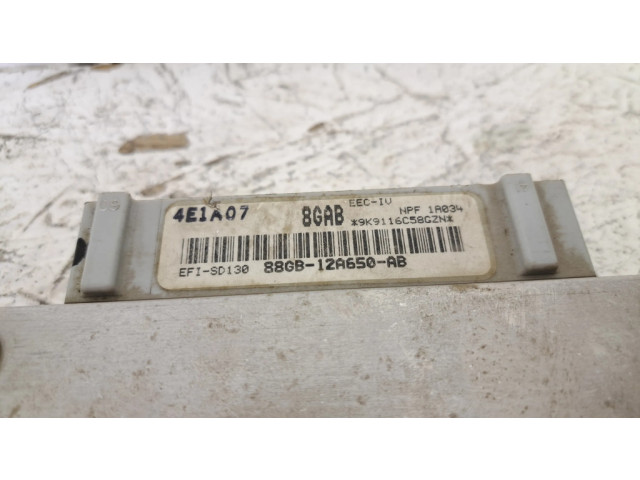 4E1A07 8GAB EEC-IV NPF 1A034
*9K9116C58GZN*
EFI-SD130 88GB-12A650-AB